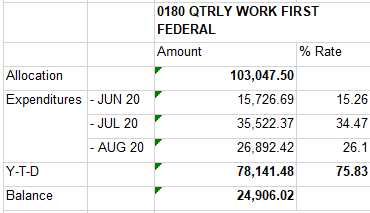 0180 QTRLY WORK FIRST
FEDERAL
Amount % Rate
Allocation 103,047.50
Expenditures - JUN 20 15,726.69 15.26
- JUL 20 35,522.37 34.47
- AUG 20 26,892.42 26.1
Y-T-D 78,141.48 75.83
Balance 24,906.02